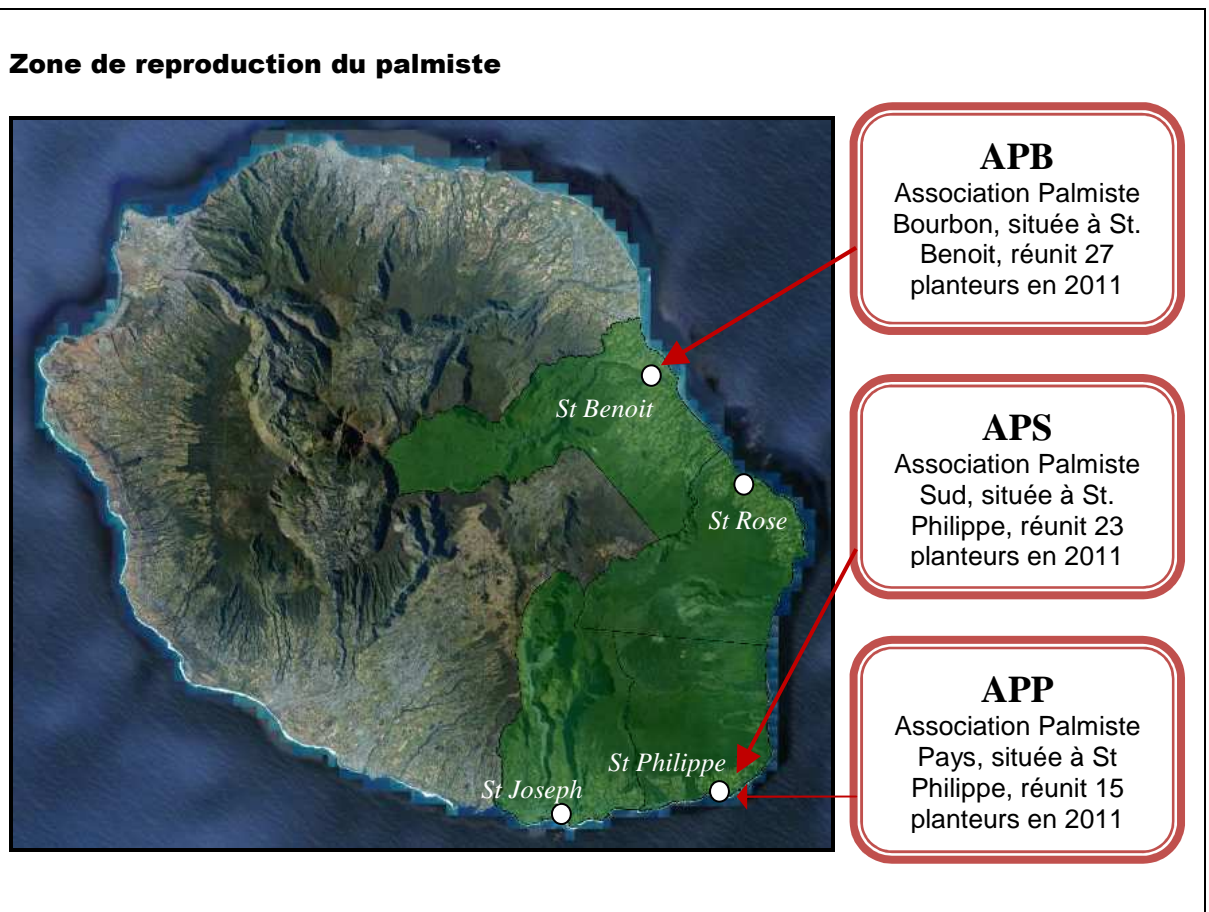 Zone de reproduction du palmiste
APB
Association Palmiste
Bourbon, située à St.
Benoit, réunit 27
planteurs en 2011
St Benoit
APS
Association Palmiste
Sud, située à St.
Philippe, réunit 23
planteurs en 2011
St Rose
APP
Association Palmiste
Pays, située à St
Philippe, réunit 15
planteurs en 2011
St Philippe
St Joseph